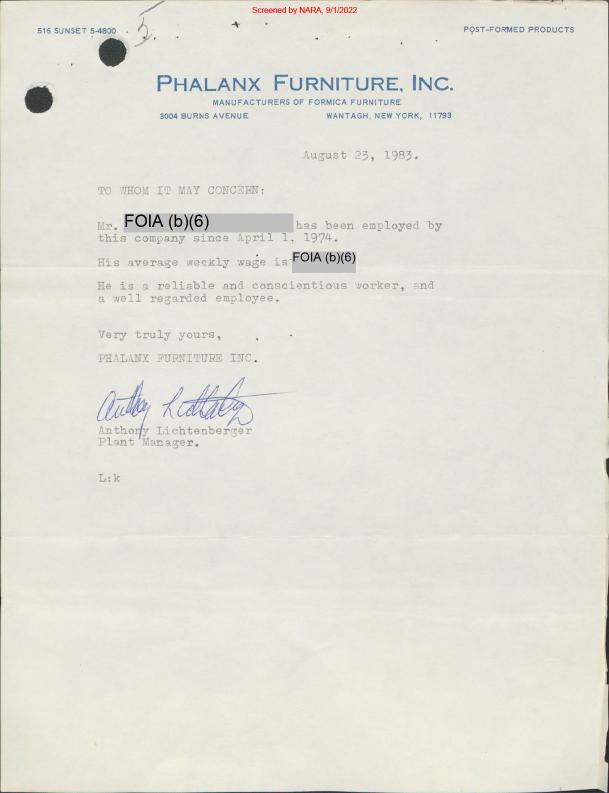 Screened by NARA, 9/1/2022
516 SUNSET 5-4800
POST-FORMED PRODUCTS
PHALANX FURNITURE, INC.
MANUFACTURERS OF FORMICA FURNITURE
3004 BURNS AVENUE WANTAGH, NEW YORK, 11793
August 23, 1983.
TO WHOM IT MAY CONCERN:
Mr. FOIA (b)(6) has been employed by
this company since April 1, 1974.
His average weekly wage is FOIA (b)(6)
He is a reliable and conscientious worker, and
a well regarded employee.
Very truly yours,
PHALANX FURNITURE INC.
Anthony Lichtenberger
Anthony Lichtenberger
Plant Manager.
L:k